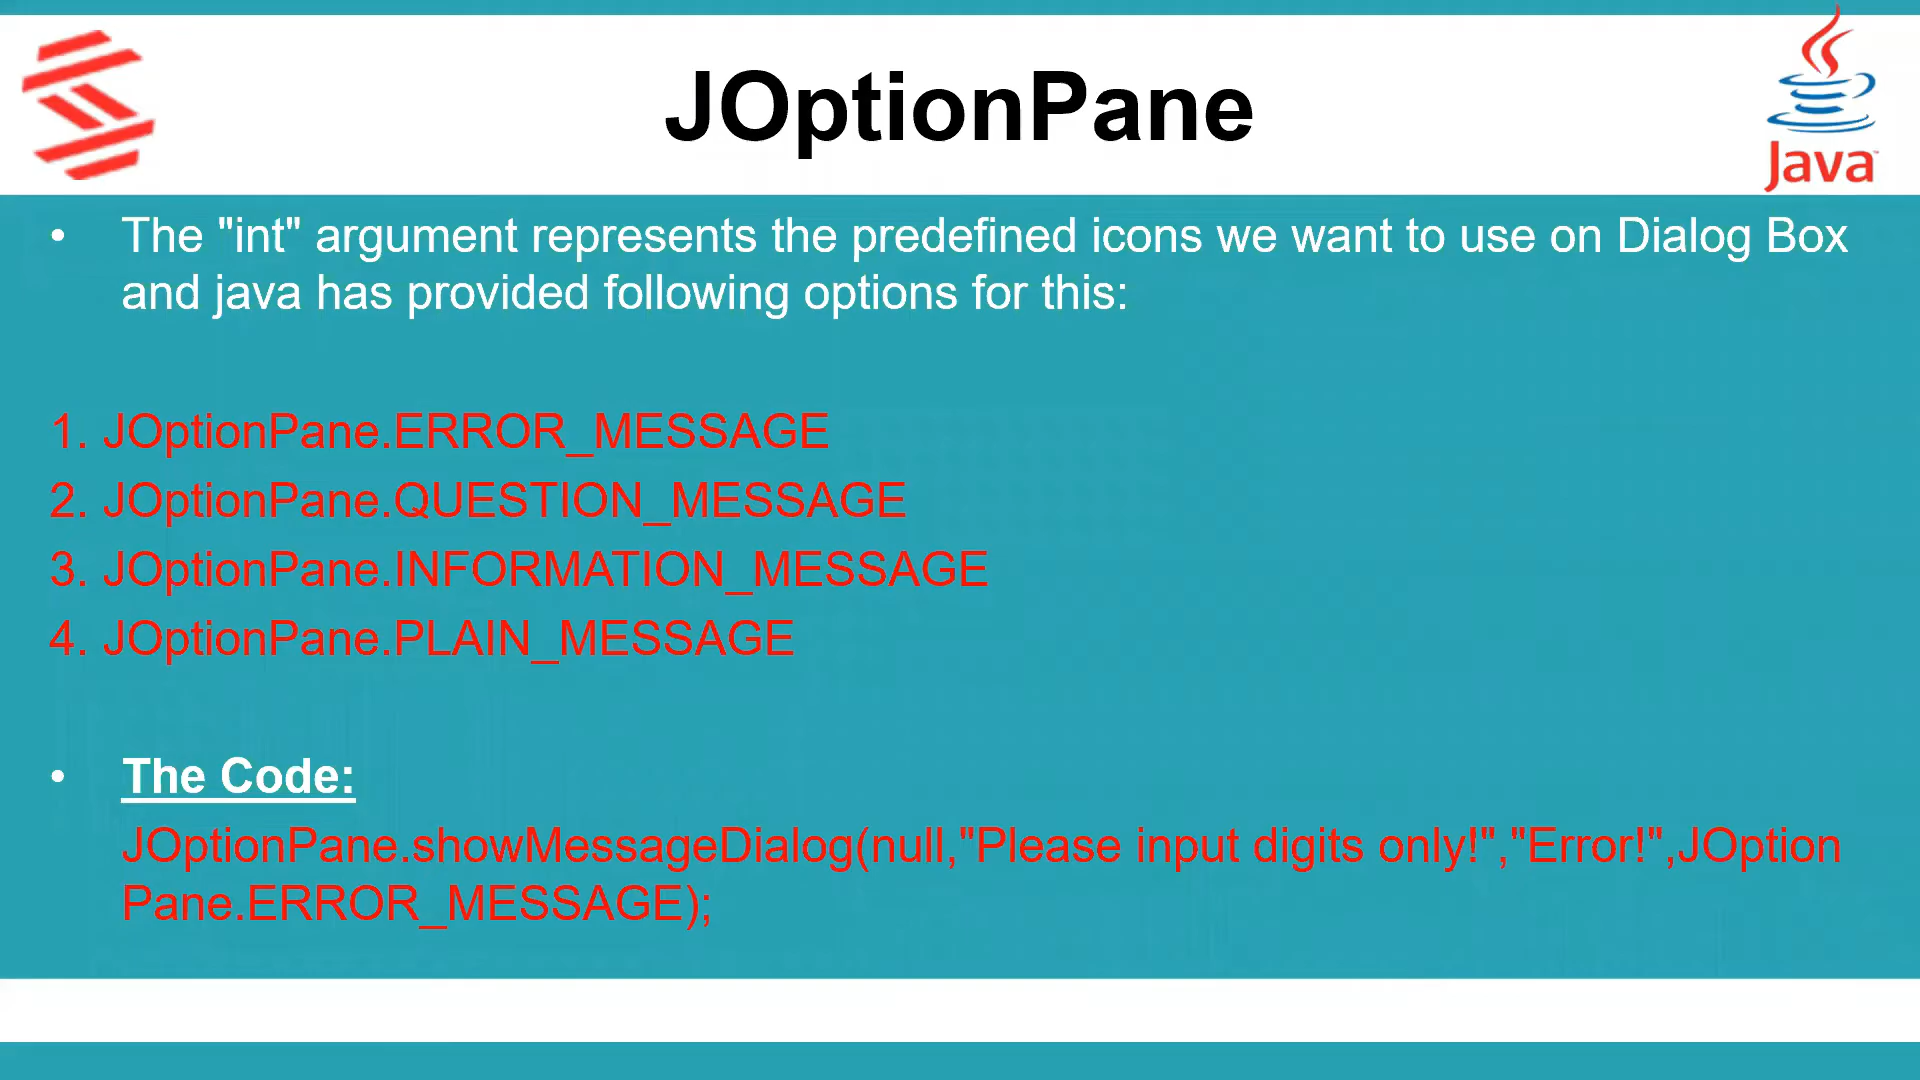 JOptionPane
Java™
• The "int" argument represents the predefined icons we want to use on Dialog Box
and java has provided following options for this:
1. JOptionPane.ERROR_MESSAGE
2. JOptionPane.QUESTION_MESSAGE
3. JOptionPane.INFORMATION_MESSAGE
4. JOptionPane.PLAIN_MESSAGE
• The Code:
JOptionPane.showMessageDialog(null,"Please input digits only!","Error!",JOption
Pane.ERROR_MESSAGE);